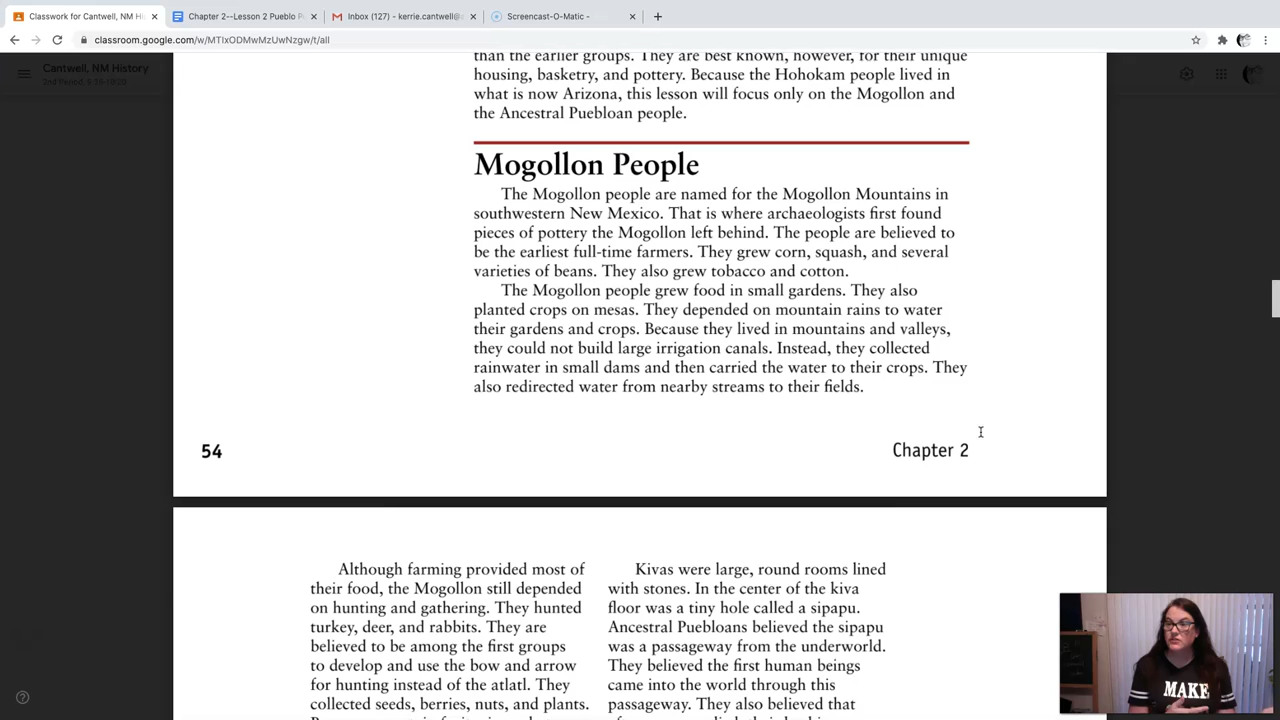 Classwork for Cantwell, NM Hi
Chapter 2--Lesson 2 Pueblo P
Inbox (127) - kerrie.cantwell@
Screencast-O-Matic -
classroom.google.com/w/MTIxODMwMzUwNzgw/t/all
Cantwell, NM History
than the earlier groups. They are best known, however, for their unique
housing, basketry, and pottery. Because the Hohokam people lived in
what is now Arizona, this lesson will focus only on the Mogollon and
the Ancestral Puebloan people.
Mogollon People
The Mogollon people are named for the Mogollon Mountains in
southwestern New Mexico. That is where archaeologists first found
pieces of pottery the Mogollon left behind. The people are believed to
be the earliest full-time farmers. They grew corn, squash, and several
varieties of beans. They also grew tobacco and cotton.
The Mogollon people grew food in small gardens. They also
planted crops on mesas. They depended on mountain rains to water
their gardens and crops. Because they lived in mountains and valleys,
they could not build large irrigation canals. Instead, they collected
rainwater in small dams and then carried the water to their crops. They
also redirected water from nearby streams to their fields.
54
Chapter 2
Although farming provided most of
their food, the Mogollon still depended
on hunting and gathering. They hunted
turkey, deer, and rabbits. They are
believed to be among the first groups
to develop and use the bow and arrow
for hunting instead of the atlatl. They
collected seeds, berries, nuts, and plants.
Kivas were large, round rooms lined
with stones. In the center of the kiva
floor was a tiny hole called a sipapu.
Ancestral Puebloans believed the sipapu
was a passageway from the underworld.
They believed the first human beings
came into the world through this
passageway. They also believed that
MAKE